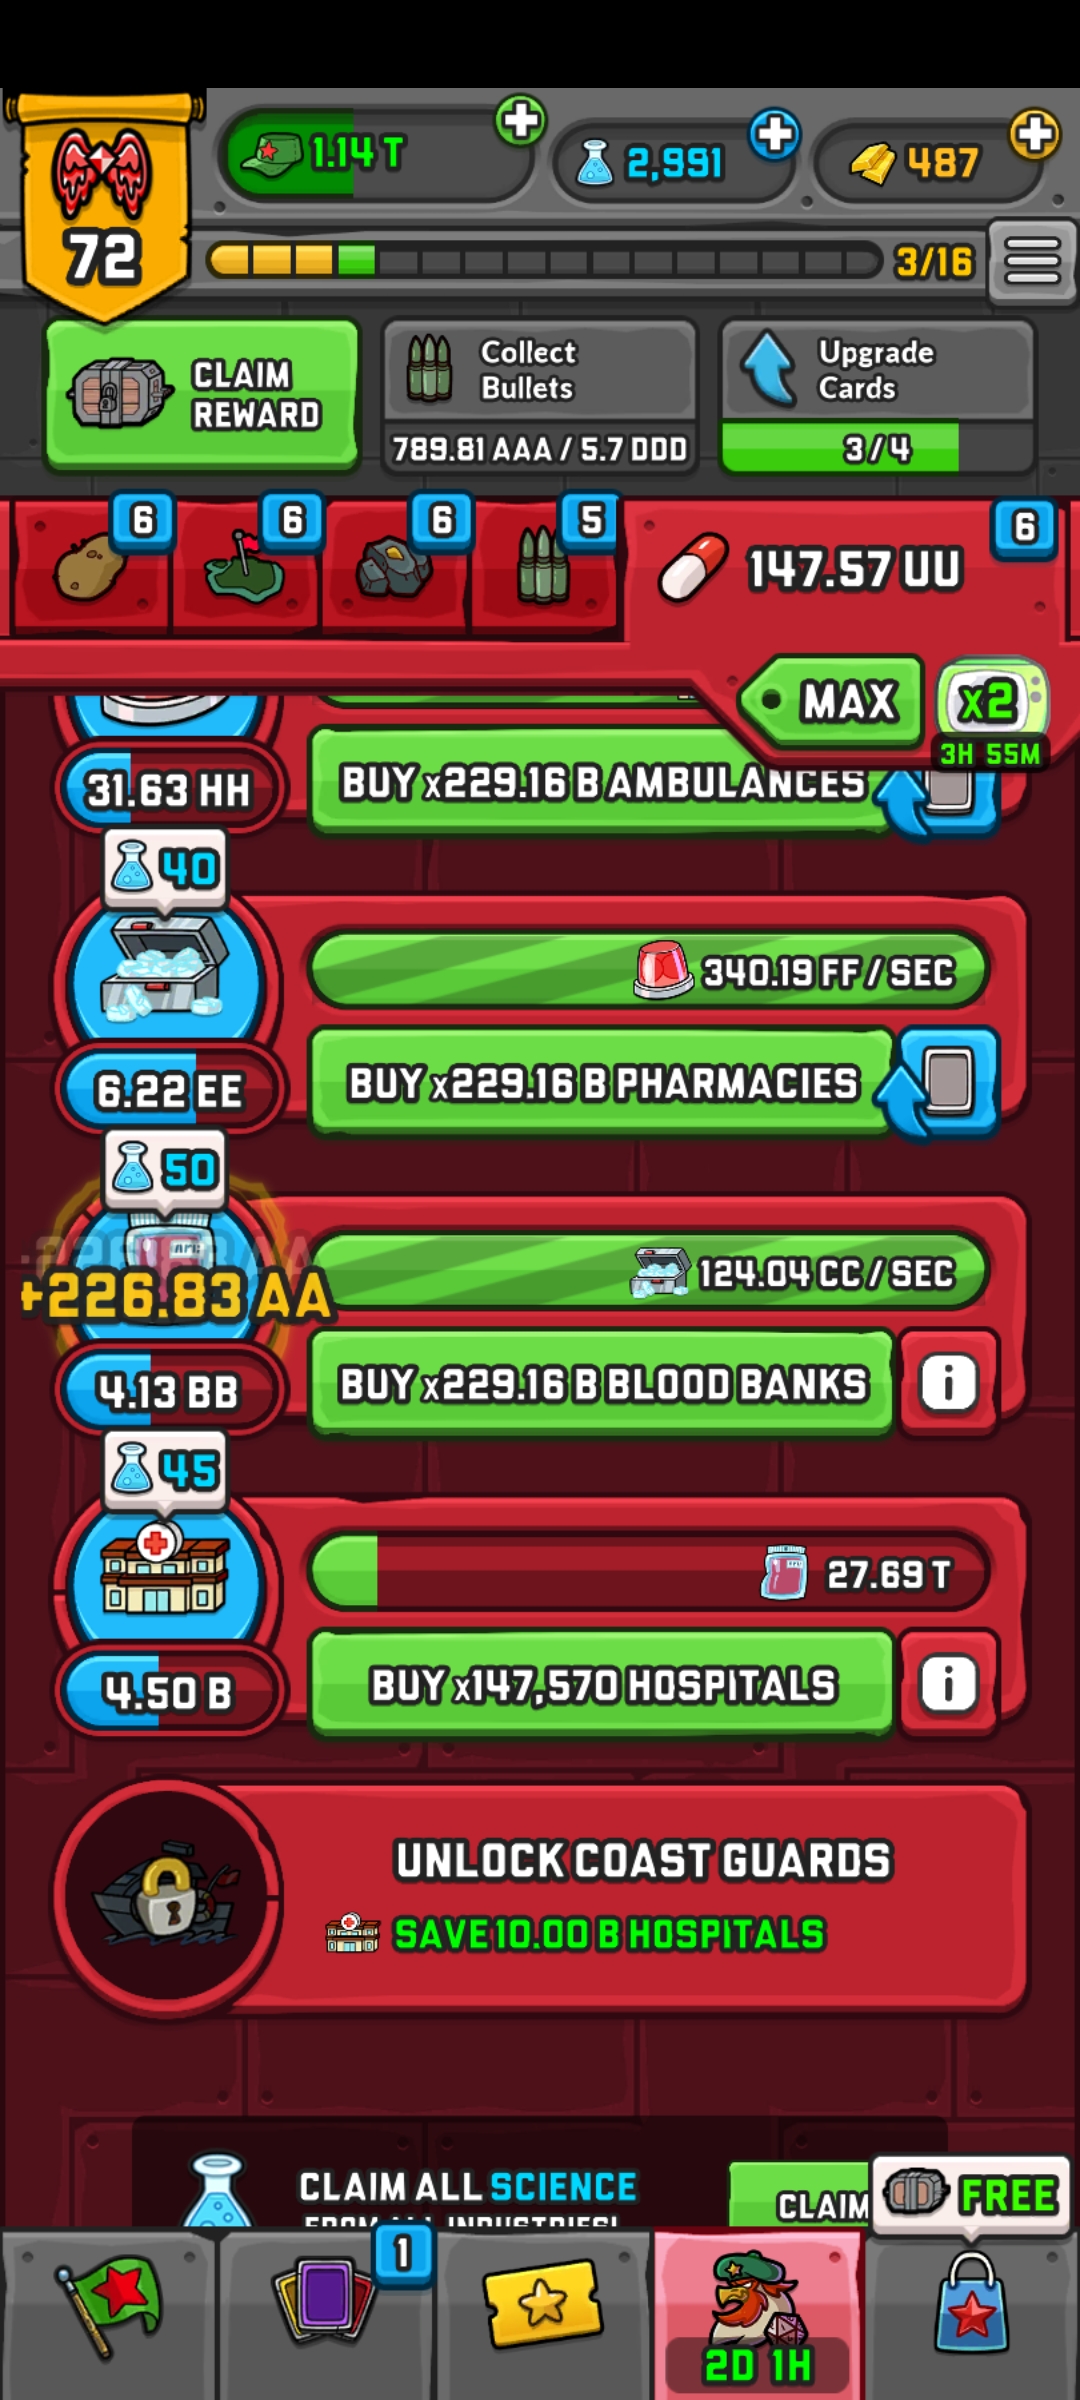 1.14 T
2,991
487
72
3/16
CLAIM
REWARD
Collect
Bullets
789.81 AAA / 5.7 DDD
Upgrade
Cards
3/4
6
6
6
5
147.57 UU
6
MAX
x2
3H 55M
31.63 HH
BUY x229.16 B AMBULANCES
40
340.19 FF / SEC
6.22 EE
BUY x229.16 B PHARMACIES
50
+226.83 AA
124.04 CC / SEC
4.13 BB
BUY x229.16 B BLOOD BANKS
i
45
27.69 T
4.50 B
BUY x147,570 HOSPITALS
i
UNLOCK COAST GUARDS
SAVE 10.00 B HOSPITALS
CLAIM ALL SCIENCE
FROM ALL INDUSTRIES!
CLAIM
FREE
1
2D 1H